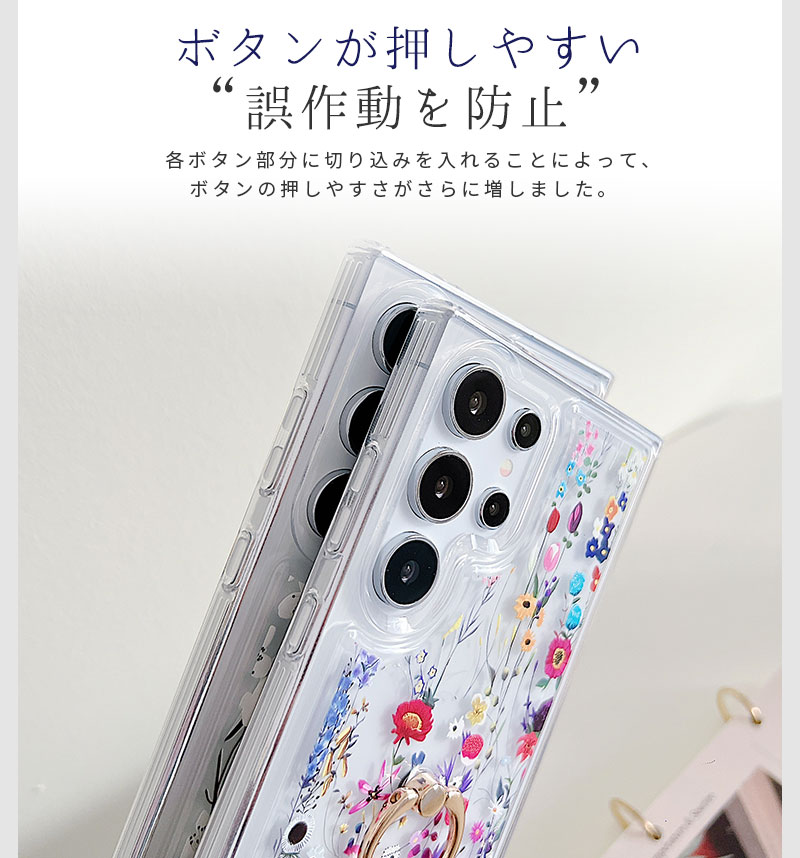 ボタンが押しやすい
“誤作動を防止”
各ボタン部分に切り込みを入れることによって、
ボタンの押しやすさがさらに増しました。